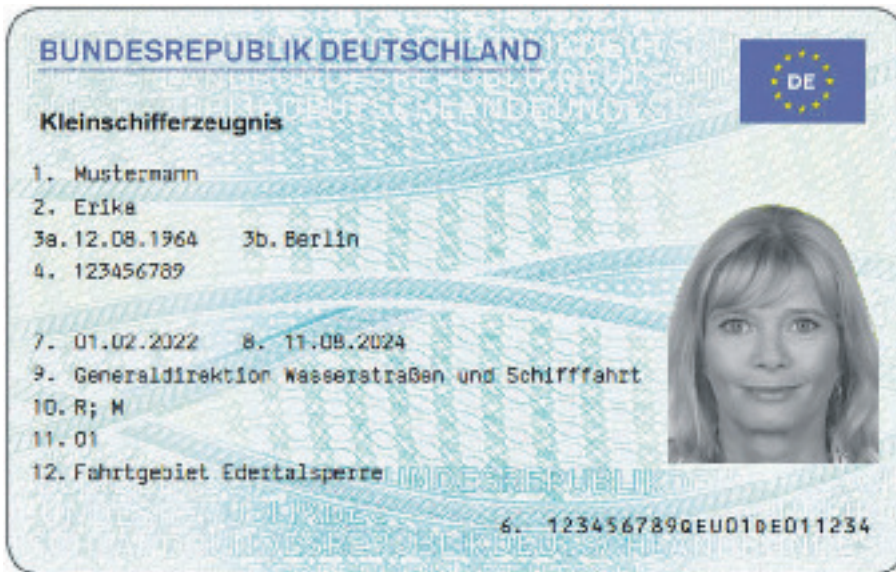 BUNDESREPUBLIK DEUTSCHLAND
DE
Kleinschifferzeugnis
1. Mustermann
2. Erika
3a. 12.08.1964 3b. Berlin
4. 123456789
7. 01.02.2022 8. 11.08.2024
9. Generaldirektion Wasserstraßen und Schifffahrt
10. R; M
11. 01
12. Fahrtgebiet Edertalsperre
6. 123456789QEU01DE011234